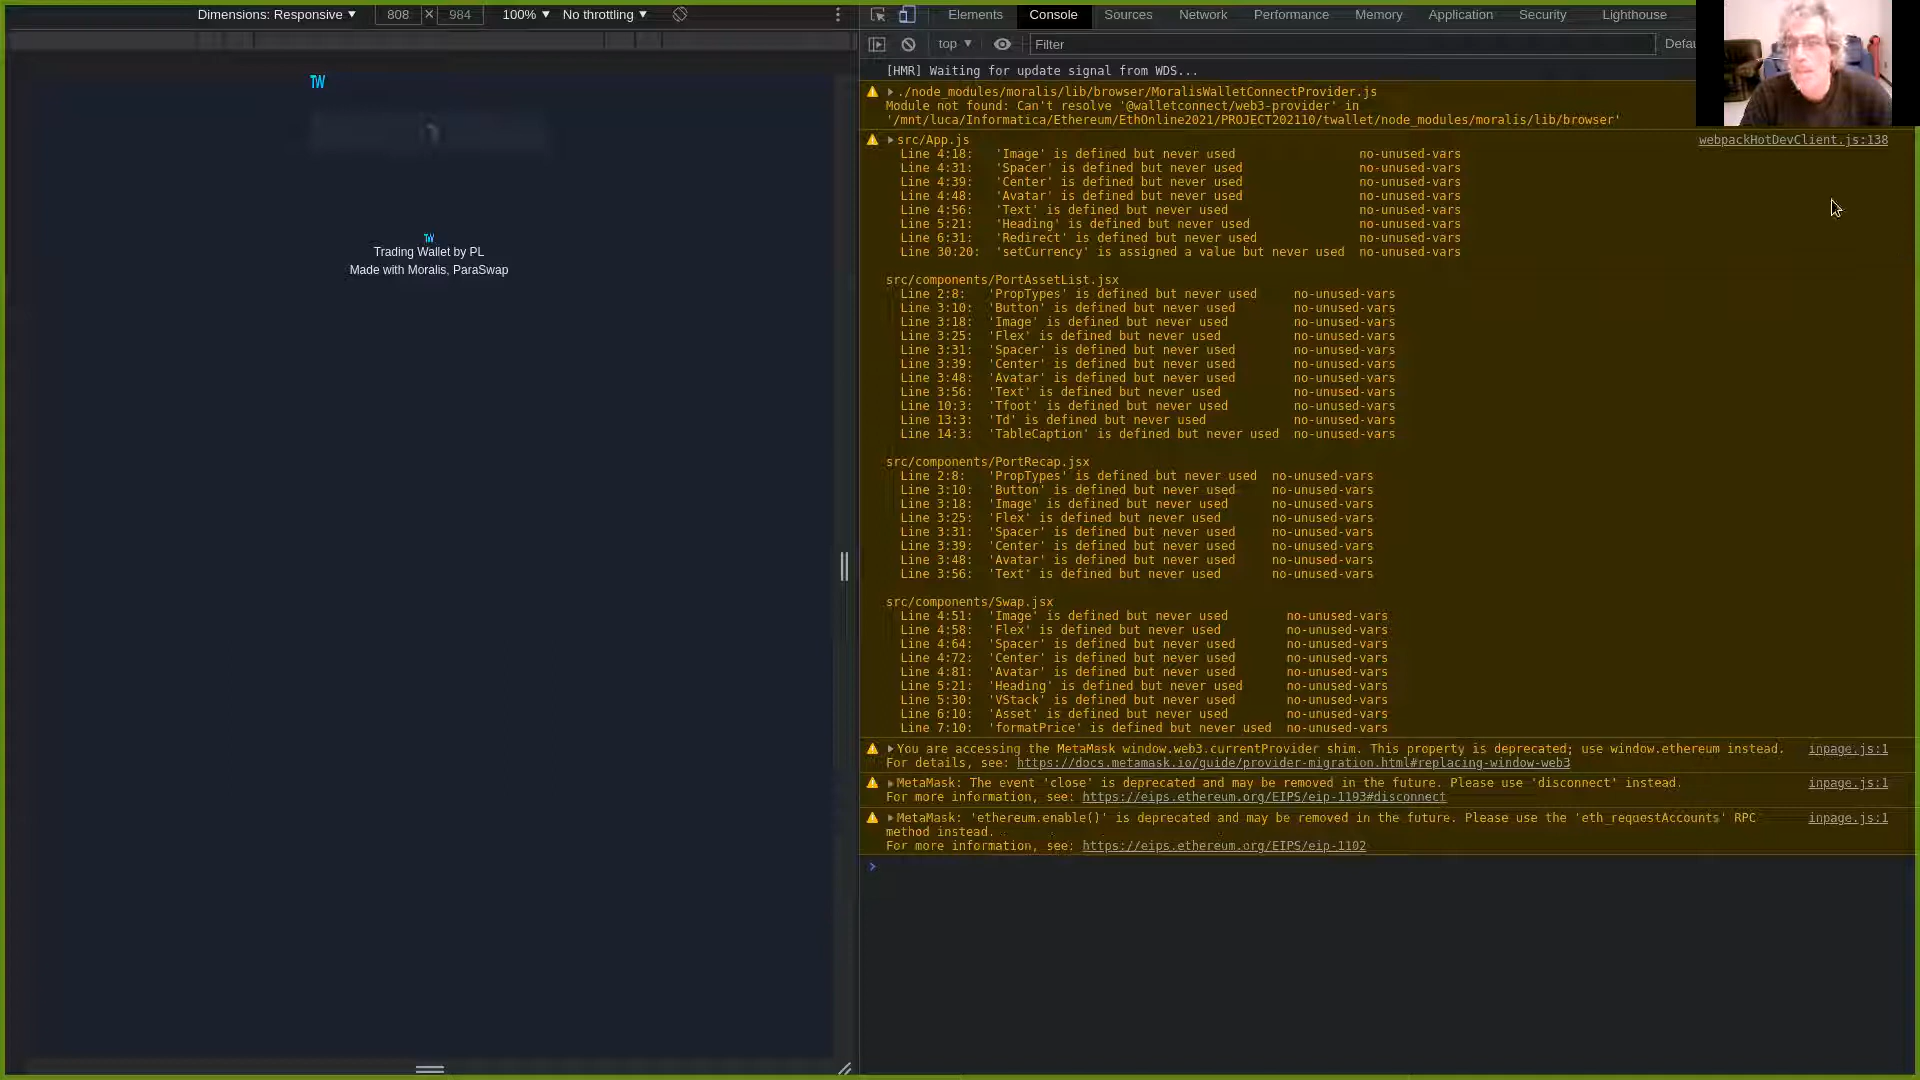 Dimensions: Responsive ▼ 808 × 984 100% ▼ No throttling ▼
Elements Console Sources Network Performance Memory Application Security Lighthouse
top ▼ Filter
[HMR] Waiting for update signal from WDS...
./node_modules/moralis/lib/browser/MoralisWalletConnectProvider.js
Module not found: Can't resolve '@walletconnect/web3-provider' in
'/mnt/luca/Informatica/Ethereum/EthOnline2021/PROJECT202110/twallet/node_modules/moralis/lib/browser'
src/App.js webpackHotDevClient.js:138
Line 4:18: 'Image' is defined but never used no-unused-vars
Line 4:31: 'Spacer' is defined but never used no-unused-vars
Line 4:39: 'Center' is defined but never used no-unused-vars
Line 4:48: 'Avatar' is defined but never used no-unused-vars
Line 4:56: 'Text' is defined but never used no-unused-vars
Line 5:21: 'Heading' is defined but never used no-unused-vars
Line 6:31: 'Redirect' is defined but never used no-unused-vars
Line 30:20: 'setCurrency' is assigned a value but never used no-unused-vars
src/components/PortAssetList.jsx
Line 2:8: 'PropTypes' is defined but never used no-unused-vars
Line 3:10: 'Button' is defined but never used no-unused-vars
Line 3:18: 'Image' is defined but never used no-unused-vars
Line 3:25: 'Flex' is defined but never used no-unused-vars
Line 3:31: 'Spacer' is defined but never used no-unused-vars
Line 3:39: 'Center' is defined but never used no-unused-vars
Line 3:48: 'Avatar' is defined but never used no-unused-vars
Line 3:56: 'Text' is defined but never used no-unused-vars
Line 10:3: 'Tfoot' is defined but never used no-unused-vars
Line 13:3: 'Td' is defined but never used no-unused-vars
Line 14:3: 'TableCaption' is defined but never used no-unused-vars
src/components/PortRecap.jsx
Line 2:8: 'PropTypes' is defined but never used no-unused-vars
Line 3:10: 'Button' is defined but never used no-unused-vars
Line 3:18: 'Image' is defined but never used no-unused-vars
Line 3:25: 'Flex' is defined but never used no-unused-vars
Line 3:31: 'Spacer' is defined but never used no-unused-vars
Line 3:39: 'Center' is defined but never used no-unused-vars
Line 3:48: 'Avatar' is defined but never used no-unused-vars
Line 3:56: 'Text' is defined but never used no-unused-vars
src/components/Swap.jsx
Line 4:51: 'Image' is defined but never used no-unused-vars
Line 4:58: 'Flex' is defined but never used no-unused-vars
Line 4:64: 'Spacer' is defined but never used no-unused-vars
Line 4:72: 'Center' is defined but never used no-unused-vars
Line 4:81: 'Avatar' is defined but never used no-unused-vars
Line 5:21: 'Heading' is defined but never used no-unused-vars
Line 5:30: 'VStack' is defined but never used no-unused-vars
Line 6:10: 'Asset' is defined but never used no-unused-vars
Line 7:10: 'formatPrice' is defined but never used no-unused-vars
You are accessing the MetaMask window.web3.currentProvider shim. This property is deprecated; use window.ethereum instead. inpage.js:1
For details, see: https://docs.metamask.io/guide/provider-migration.html#replacing-window-web3
MetaMask: The event 'close' is deprecated and may be removed in the future. Please use 'disconnect' instead. inpage.js:1
For more information, see: https://eips.ethereum.org/EIPS/eip-1193#disconnect
MetaMask: 'ethereum.enable()' is deprecated and may be removed in the future. Please use the 'eth_requestAccounts' RPC inpage.js:1
method instead.
For more information, see: https://eips.ethereum.org/EIPS/eip-1102
TW
TW
Trading Wallet by PL
Made with Moralis, ParaSwap